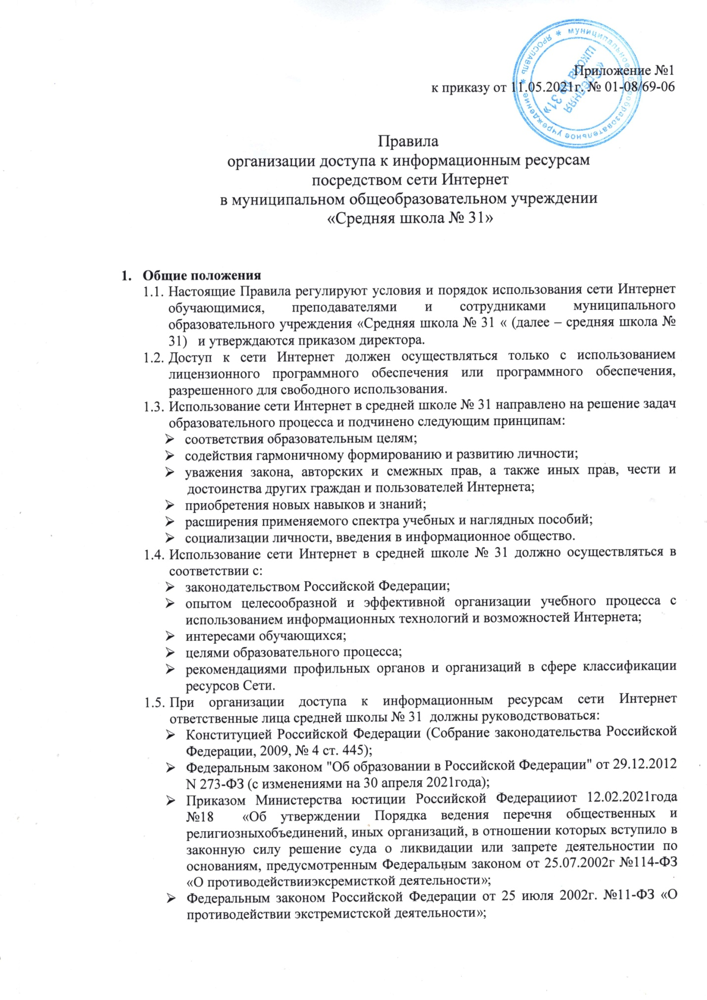 муниципальное общеобразовательное учреждение * ЯРОСЛАВЛЬ *
«Средняя
школа № 31»
Приложение №1
к приказу от 11.05.2021г. № 01-08/69-06
Правила
организации доступа к информационным ресурсам
посредством сети Интернет
в муниципальном общеобразовательном учреждении
«Средняя школа № 31»
1. Общие положения
1.1. Настоящие Правила регулируют условия и порядок использования сети Интернет
обучающимися, преподавателями и сотрудниками муниципального
образовательного учреждения «Средняя школа № 31 « (далее – средняя школа №
31) и утверждаются приказом директора.
1.2. Доступ к сети Интернет должен осуществляться только с использованием
лицензионного программного обеспечения или программного обеспечения,
разрешенного для свободного использования.
1.3. Использование сети Интернет в средней школе № 31 направлено на решение задач
образовательного процесса и подчинено следующим принципам:
➢ соответствия образовательным целям;
➢ содействия гармоничному формированию и развитию личности;
➢ уважения закона, авторских и смежных прав, а также иных прав, чести и
достоинства других граждан и пользователей Интернета;
➢ приобретения новых навыков и знаний;
➢ расширения применяемого спектра учебных и наглядных пособий;
➢ социализации личности, введения в информационное общество.
1.4. Использование сети Интернет в средней школе № 31 должно осуществляться в
соответствии с:
➢ законодательством Российской Федерации;
➢ опытом целесообразной и эффективной организации учебного процесса с
использованием информационных технологий и возможностей Интернета;
➢ интересами обучающихся;
➢ целями образовательного процесса;
➢ рекомендациями профильных органов и организаций в сфере классификации
ресурсов Сети.
1.5. При организации доступа к информационным ресурсам сети Интернет
ответственные лица средней школы № 31 должны руководствоваться:
➢ Конституцией Российской Федерации (Собрание законодательства Российской
Федерации, 2009, № 4 ст. 445);
➢ Федеральным законом "Об образовании в Российской Федерации" от 29.12.2012
N 273-ФЗ (с изменениями на 30 апреля 2021года);
➢ Приказом Министерства юстиции Российской Федерацииот 12.02.2021года
№18 «Об утверждении Порядка ведения перечня общественных и
религиозныхобъединений, иных организаций, в отношении которых вступило в
законную силу решение суда о ликвидации или запрете деятельностии по
основаниям, предусмотренным Федеральным законом от 25.07.2002г №114-ФЗ
«О противодействииэксремисткой деятельности»;
➢ Федеральным законом Российской Федерации от 25 июля 2002г. №11-ФЗ «О
противодействии экстремистской деятельности»;